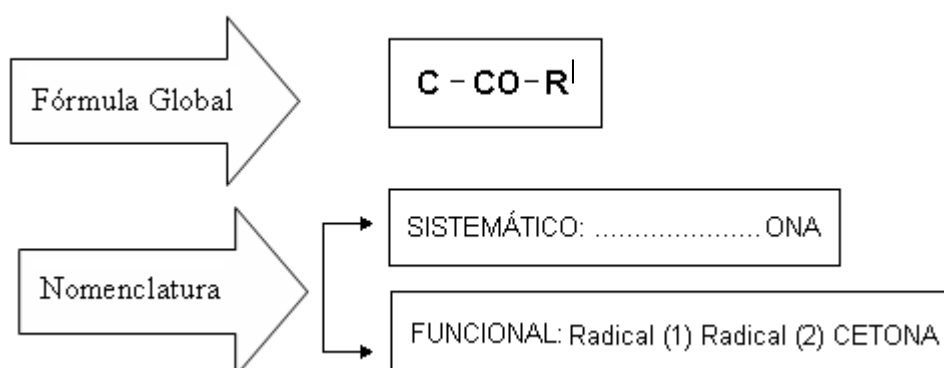 Fórmula Global
C - CO - R|
Nomenclatura
SISTEMÁTICO: ..................... ONA
FUNCIONAL: Radical (1) Radical (2) CETONA